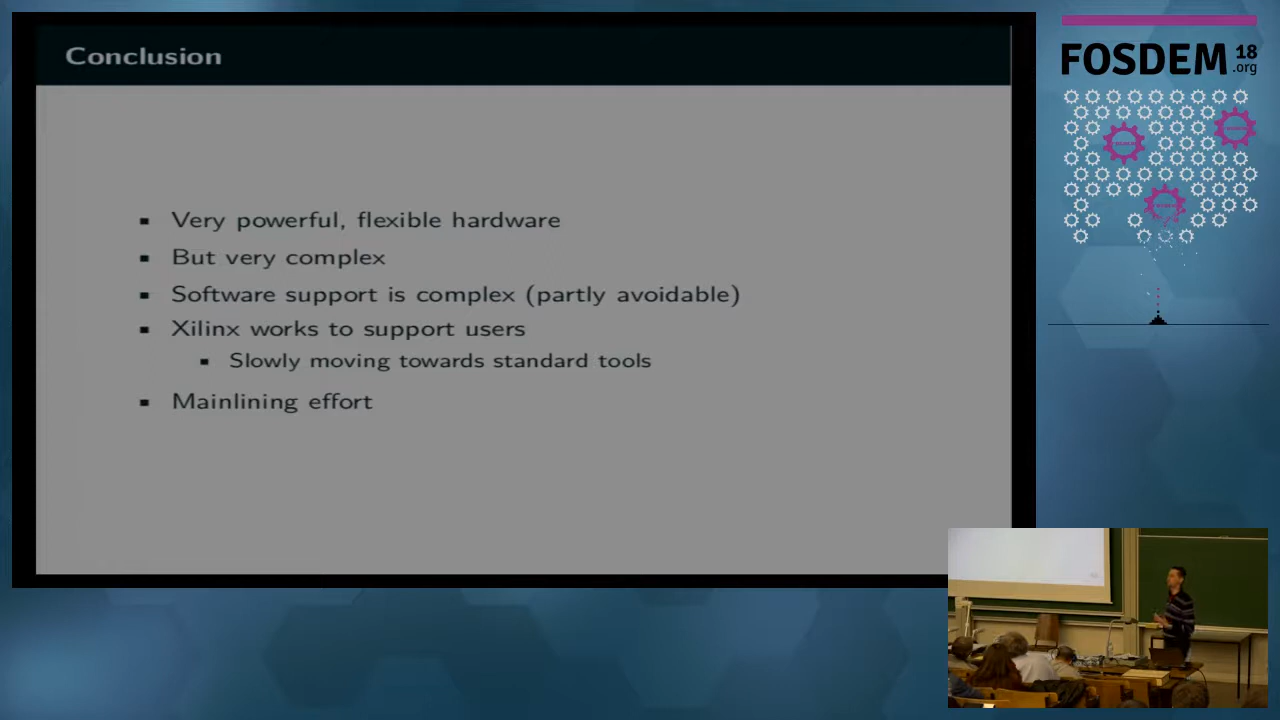 Conclusion
Very powerful, flexible hardware
But very complex
Software support is complex (partly avoidable)
Xilinx works to support users
Slowly moving towards standard tools
Mainlining effort
FOSDEM 18
.org